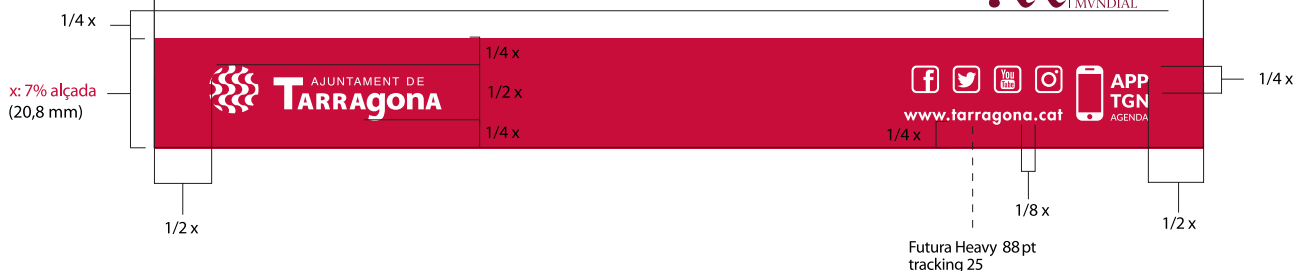 MVNDIAL
1/4 x
1/4 x
x: 7% alçada
(20,8 mm)
AJUNTAMENT DE
TARRAgona
1/2 x
1/4 x
You
Tube
APP
TGN
AGENDA
www.tarragona.cat
1/4 x
1/4 x
1/2 x
1/8 x
1/2 x
Futura Heavy 88 pt
tracking 25